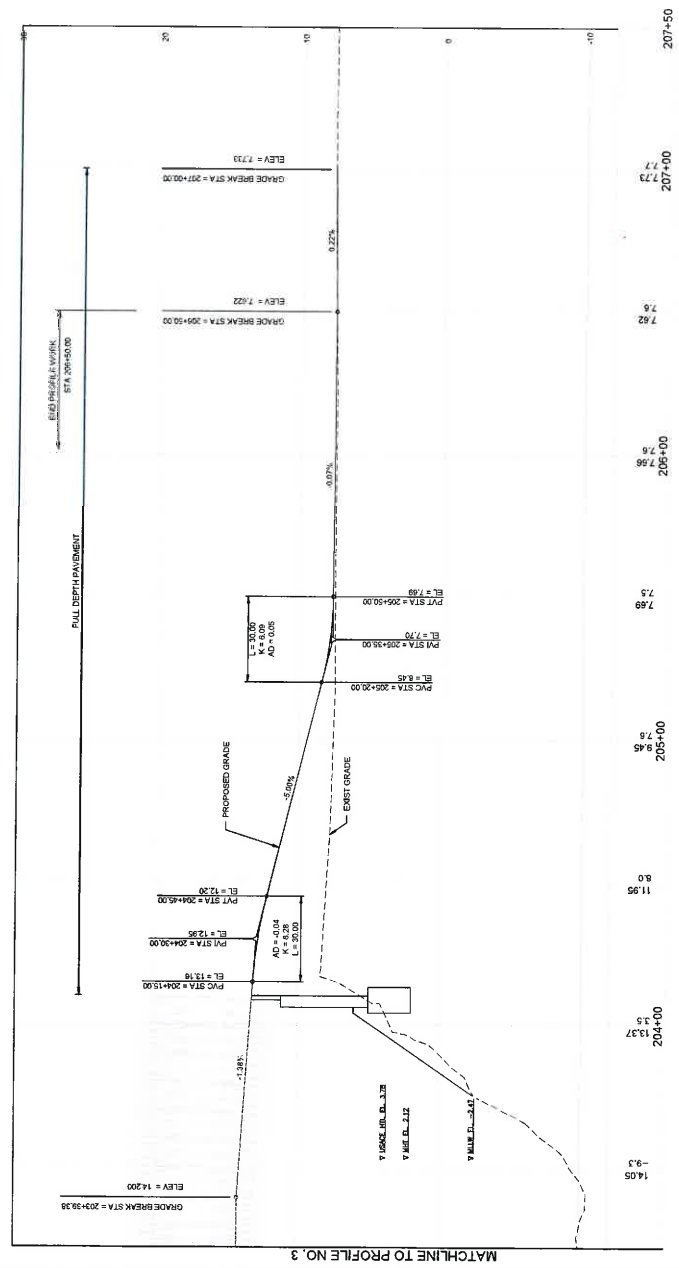 207+50
30
20
10
0
-10
GRADE BREAK STA = 207+00.00
ELEV = 7.733
7.73
7.7
207+00
0.22%
FULL DEPTH PAVEMENT
END PROFILE WORK
STA 206+50.00
GRADE BREAK STA = 206+50.00
ELEV = 7.622
7.62
7.6
-0.07%
7.66
7.6
206+00
L = 30.00
K = 6.09
AD = 0.05
PVT STA = 205+50.00
EL = 7.69
PVI STA = 205+35.00
EL = 7.70
PVC STA = 205+20.00
EL = 8.45
7.69
7.5
PROPOSED GRADE
-5.00%
EXIST GRADE
9.45
7.6
205+00
PVT STA = 204+45.00
EL = 12.20
PVI STA = 204+30.00
EL = 12.95
PVC STA = 204+15.00
EL = 13.16
AD = -0.04
K = 8.28
L = 30.00
11.95
8.0
13.37
3.5
204+00
-1.38%
USACE HTL EL 3.78
MHT EL 2.12
MLLW EL -2.47
GRADE BREAK STA = 203+39.38
ELEV = 14.200
14.05
-9.3
MATCHLINE TO PROFILE NO. 3